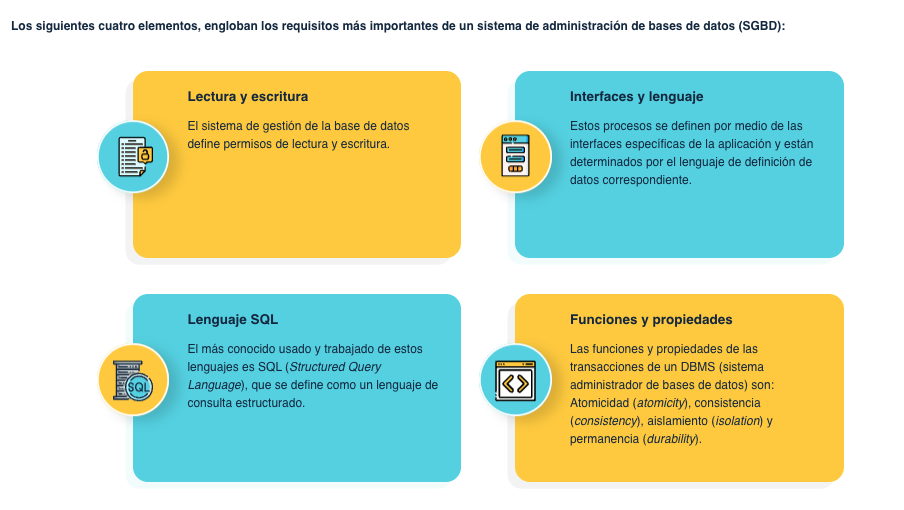 Los siguientes cuatro elementos, engloban los requisitos más importantes de un sistema de administración de bases de datos (SGBD):
Lectura y escritura
El sistema de gestión de la base de datos
define permisos de lectura y escritura.
Interfaces y lenguaje
Estos procesos se definen por medio de las
interfaces específicas de la aplicación y están
determinados por el lenguaje de definición de
datos correspondiente.
Lenguaje SQL
El más conocido usado y trabajado de estos
lenguajes es SQL (Structured Query
Language), que se define como un lenguaje de
consulta estructurado.
SQL
Funciones y propiedades
Las funciones y propiedades de las
transacciones de un DBMS (sistema
administrador de bases de datos) son:
Atomicidad (atomicity), consistencia
(consistency), aislamiento (isolation) y
permanencia (durability).